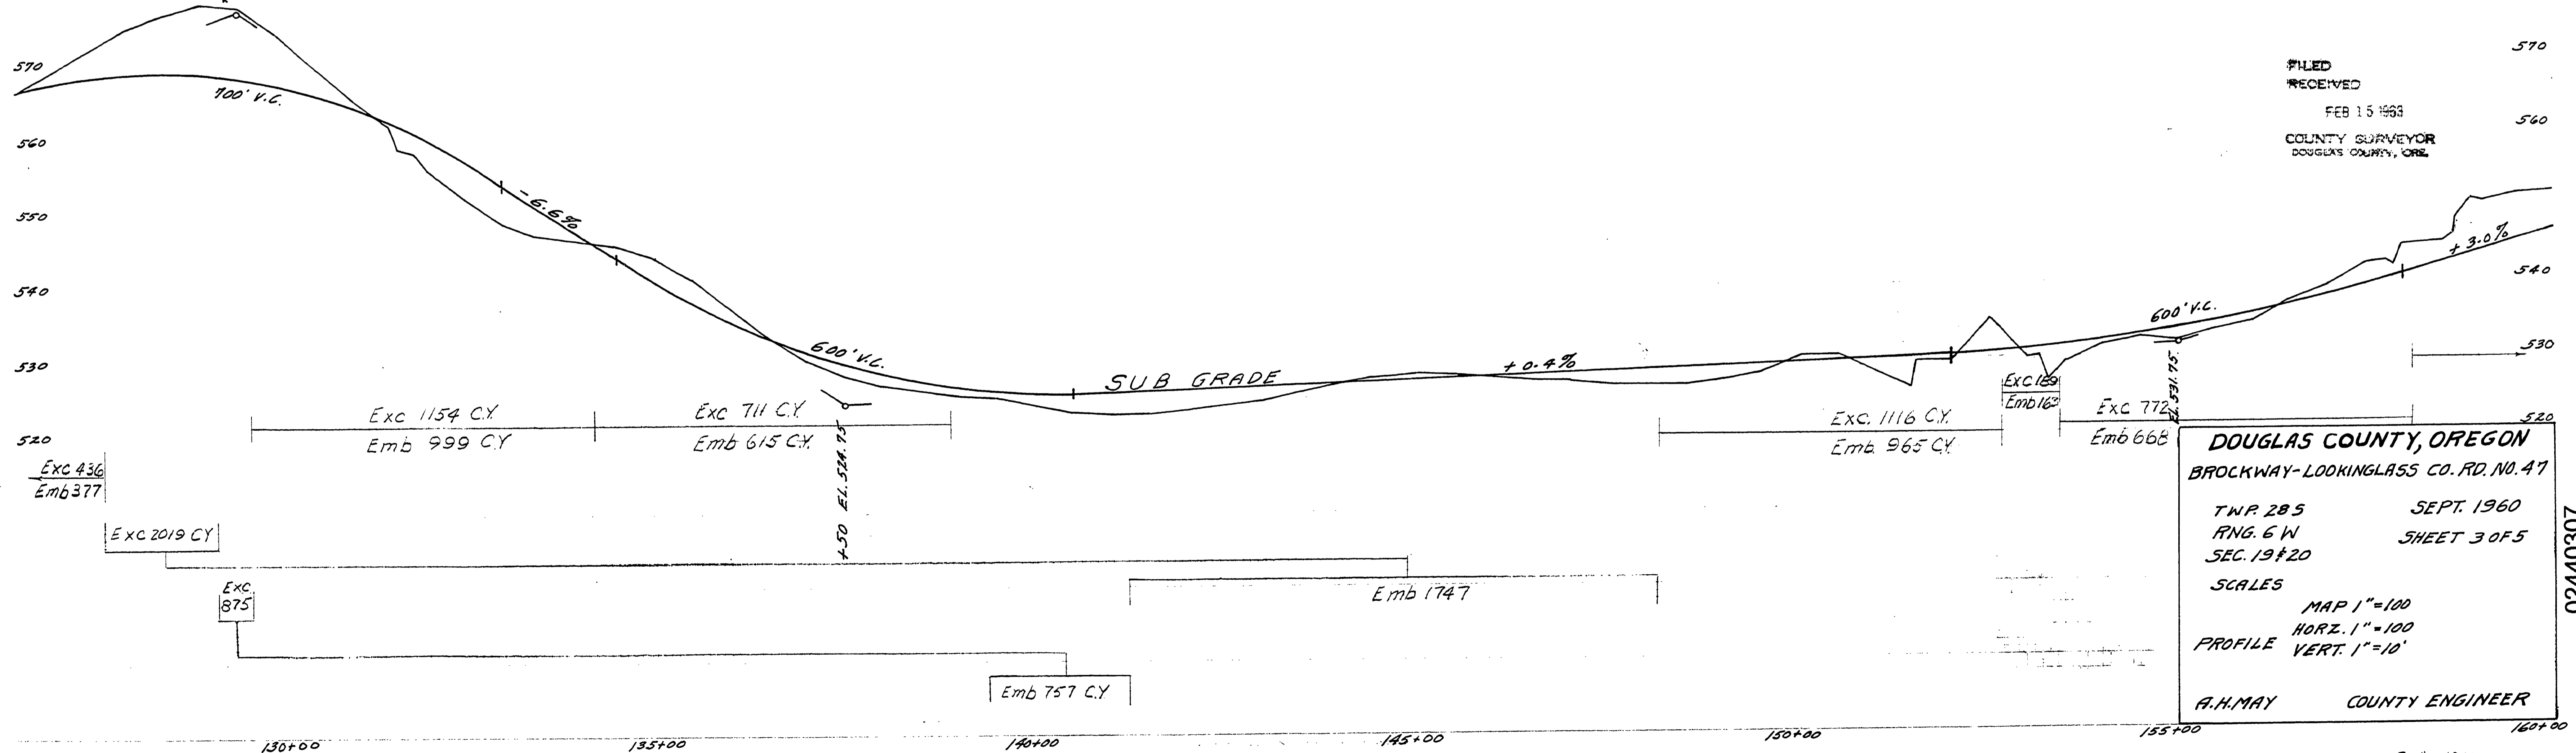 570
560
550
540
530
520
700' V.C.
-6.6%
600' V.C.
SUB GRADE
+0.4%
600' V.C.
+3.0%
570
560
540
530
520
FILED
RECEIVED
FEB 15 1963
COUNTY SURVEYOR
DOUGLAS COUNTY, ORE.
Exc 1154 C.Y.
Emb 999 C.Y.
Exc 711 C.Y.
Emb 615 C.Y.
+50 EL. 524.75
Exc. 1116 C.Y.
Emb. 965 C.Y.
Exc 189
Emb 163
Exc 772
Emb 668
EL. 531.75
Exc 436
Emb 377
Exc 2019 CY
Emb 1747
Exc.
875
Emb 757 C.Y
DOUGLAS COUNTY, OREGON
BROCKWAY-LOOKINGLASS CO. RD. NO. 47
TWP. 28 S SEPT. 1960
RNG. 6 W SHEET 3 OF 5
SEC. 19 & 20
SCALES
MAP 1"=100
HORZ. 1"=100
PROFILE VERT. 1"=10'
A.H. MAY COUNTY ENGINEER
02440307
130+00
135+00
140+00
145+00
150+00
155+00
160+00